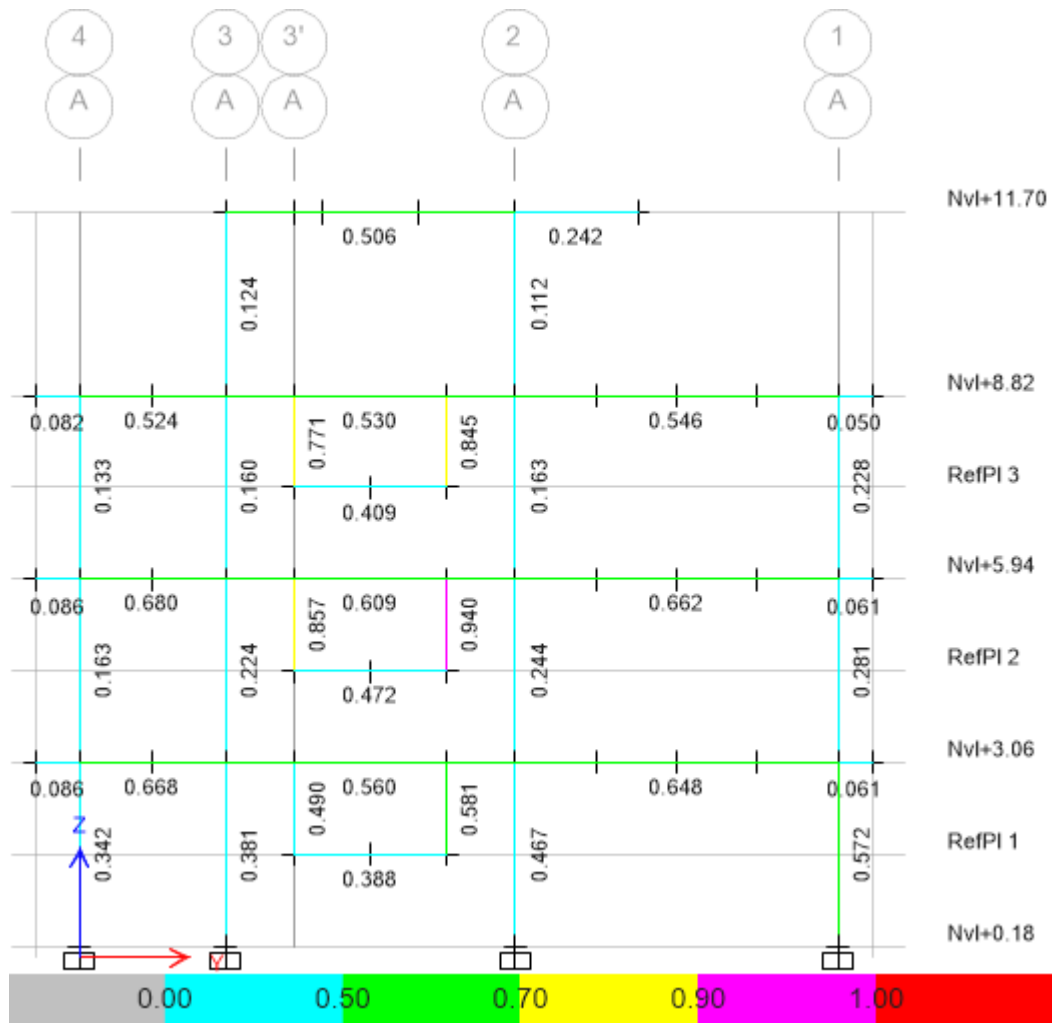 4 3 3' 2 1
A A A A A
Nvl+11.70
0.506 0.242
0.124 0.112
Nvl+8.82
0.082 0.524 0.530 0.546 0.050
0.771 0.845
0.133 0.160 0.163 0.228
RefPl 3
0.409
Nvl+5.94
0.086 0.680 0.609 0.662 0.061
0.857 0.940
0.163 0.224 0.244 0.281
RefPl 2
0.472
Nvl+3.06
0.086 0.668 0.560 0.648 0.061
0.490 0.581
Z
0.342 0.381 0.467 0.572
RefPl 1
0.388
Nvl+0.18
Y
0.00 0.50 0.70 0.90 1.00